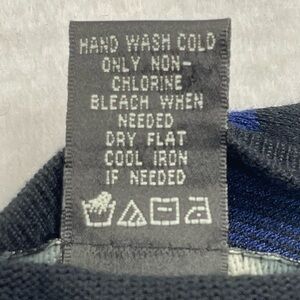 HAND WASH COLD
ONLY NON-
CHLORINE
BLEACH WHEN
NEEDED
DRY FLAT
COOL IRON
IF NEEDED